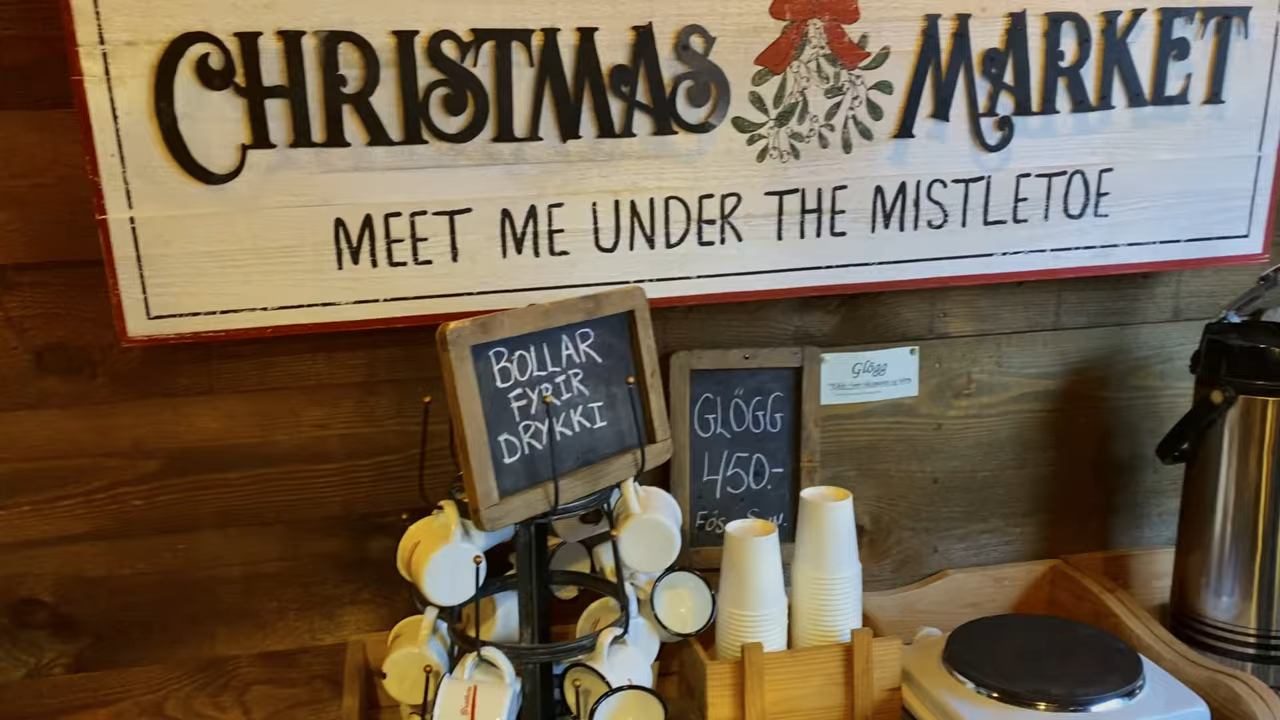 CHRISTMAS MARKET
MEET ME UNDER THE MISTLETOE
BOLLAR
FYRIR
DRYKKI
GLÖGG
450.-
Glögg